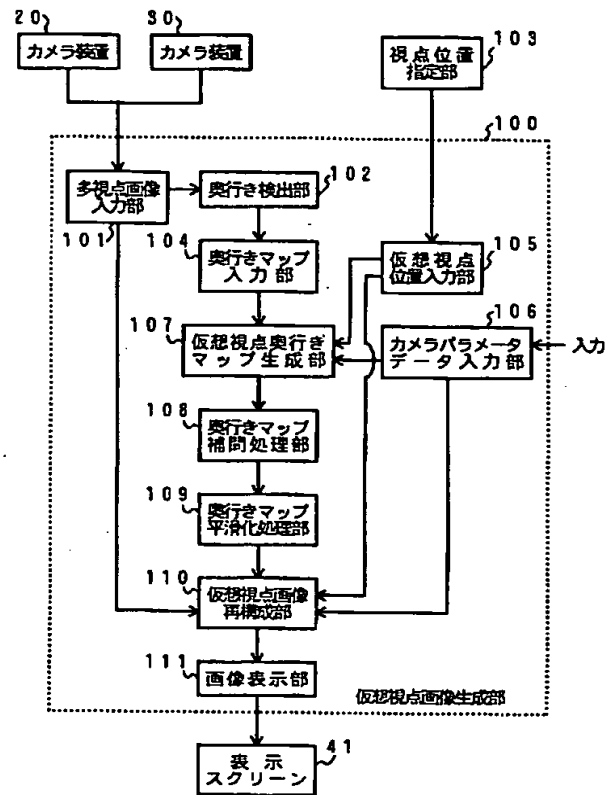 20
30
カメラ装置
カメラ装置
103
視点位置
指定部
100
多視点画像
入力部
101
奥行き検出部
102
104
奥行きマップ
入力部
仮想視点
位置入力部
105
107
仮想視点奥行き
マップ生成部
106
カメラパラメータ
データ入力部
入力
108
奥行きマップ
補間処理部
109
奥行きマップ
平滑化処理部
110
仮想視点画像
再構成部
111
画像表示部
仮想視点画像生成部
表示
スクリーン
41